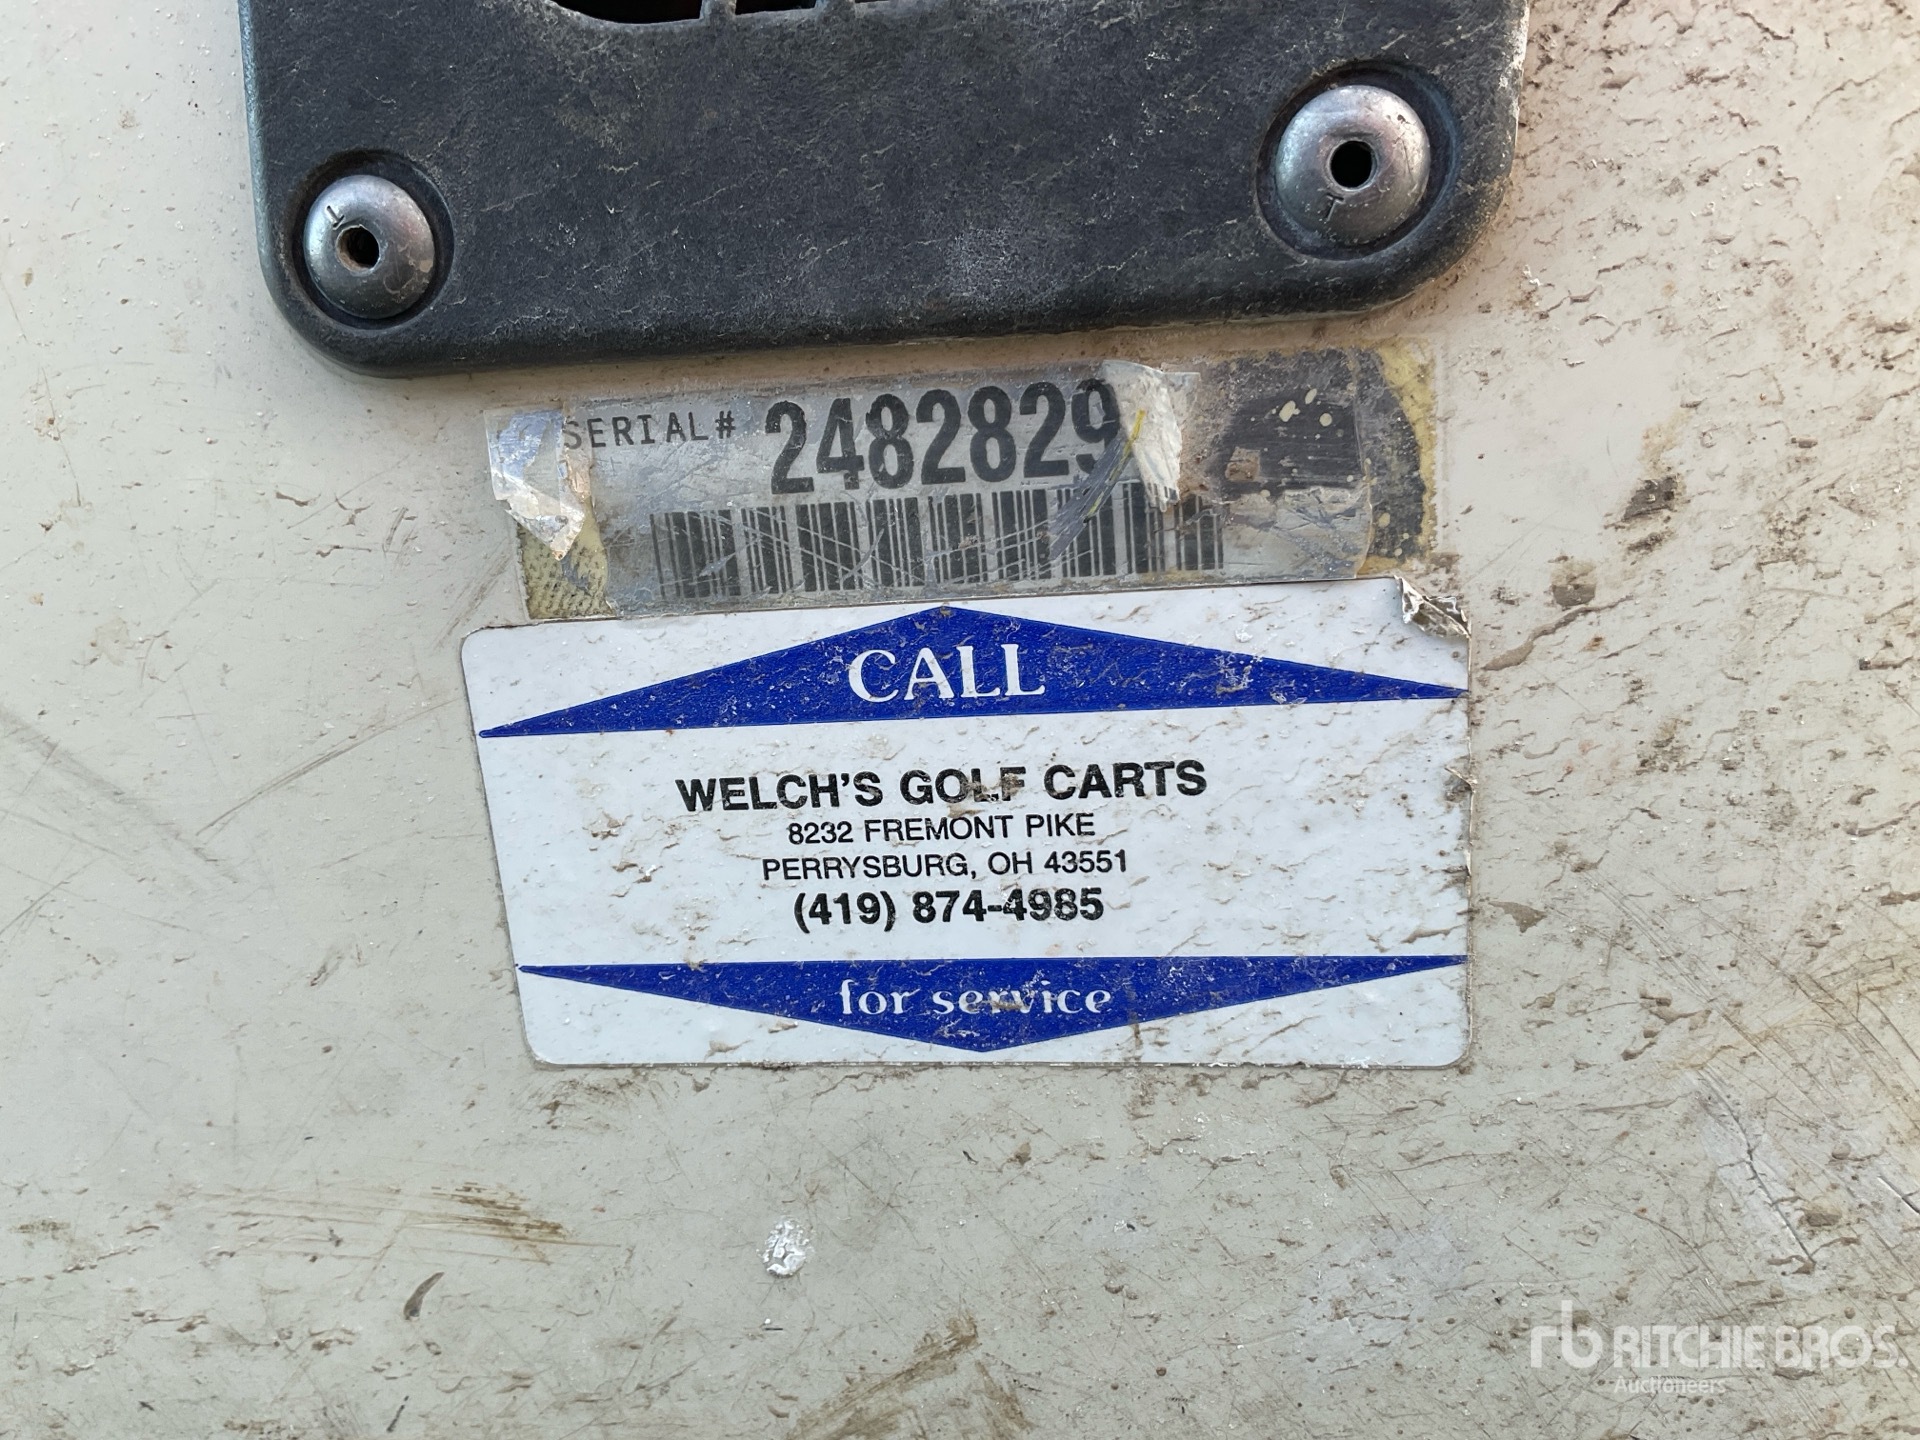 SERIAL# 2482829
CALL
WELCH'S GOLF CARTS
8232 FREMONT PIKE
PERRYSBURG, OH 43551
(419) 874-4985
for service
rb RITCHIE BROS.
Auctioneers